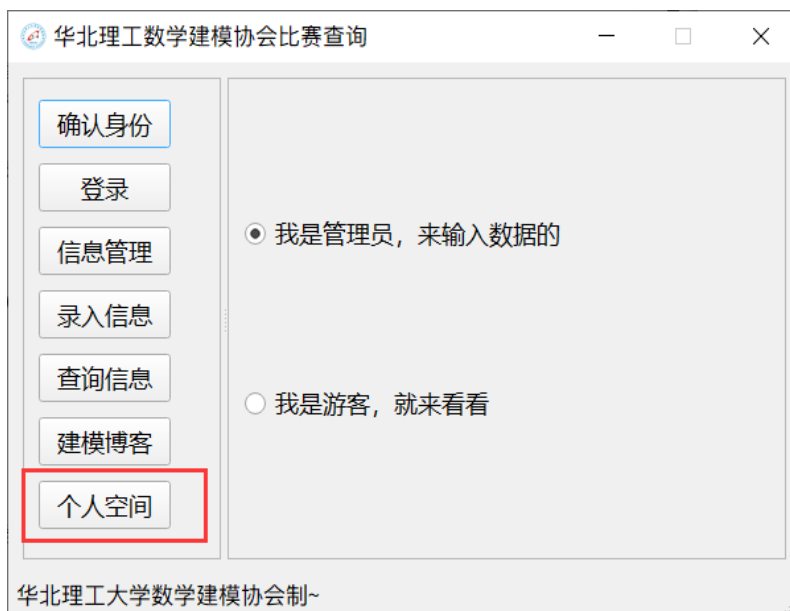 华北理工数学建模协会比赛查询
确认身份
登录
信息管理
录入信息
查询信息
建模博客
个人空间
我是管理员，来输入数据的
我是游客，就来看看
华北理工大学数学建模协会制~